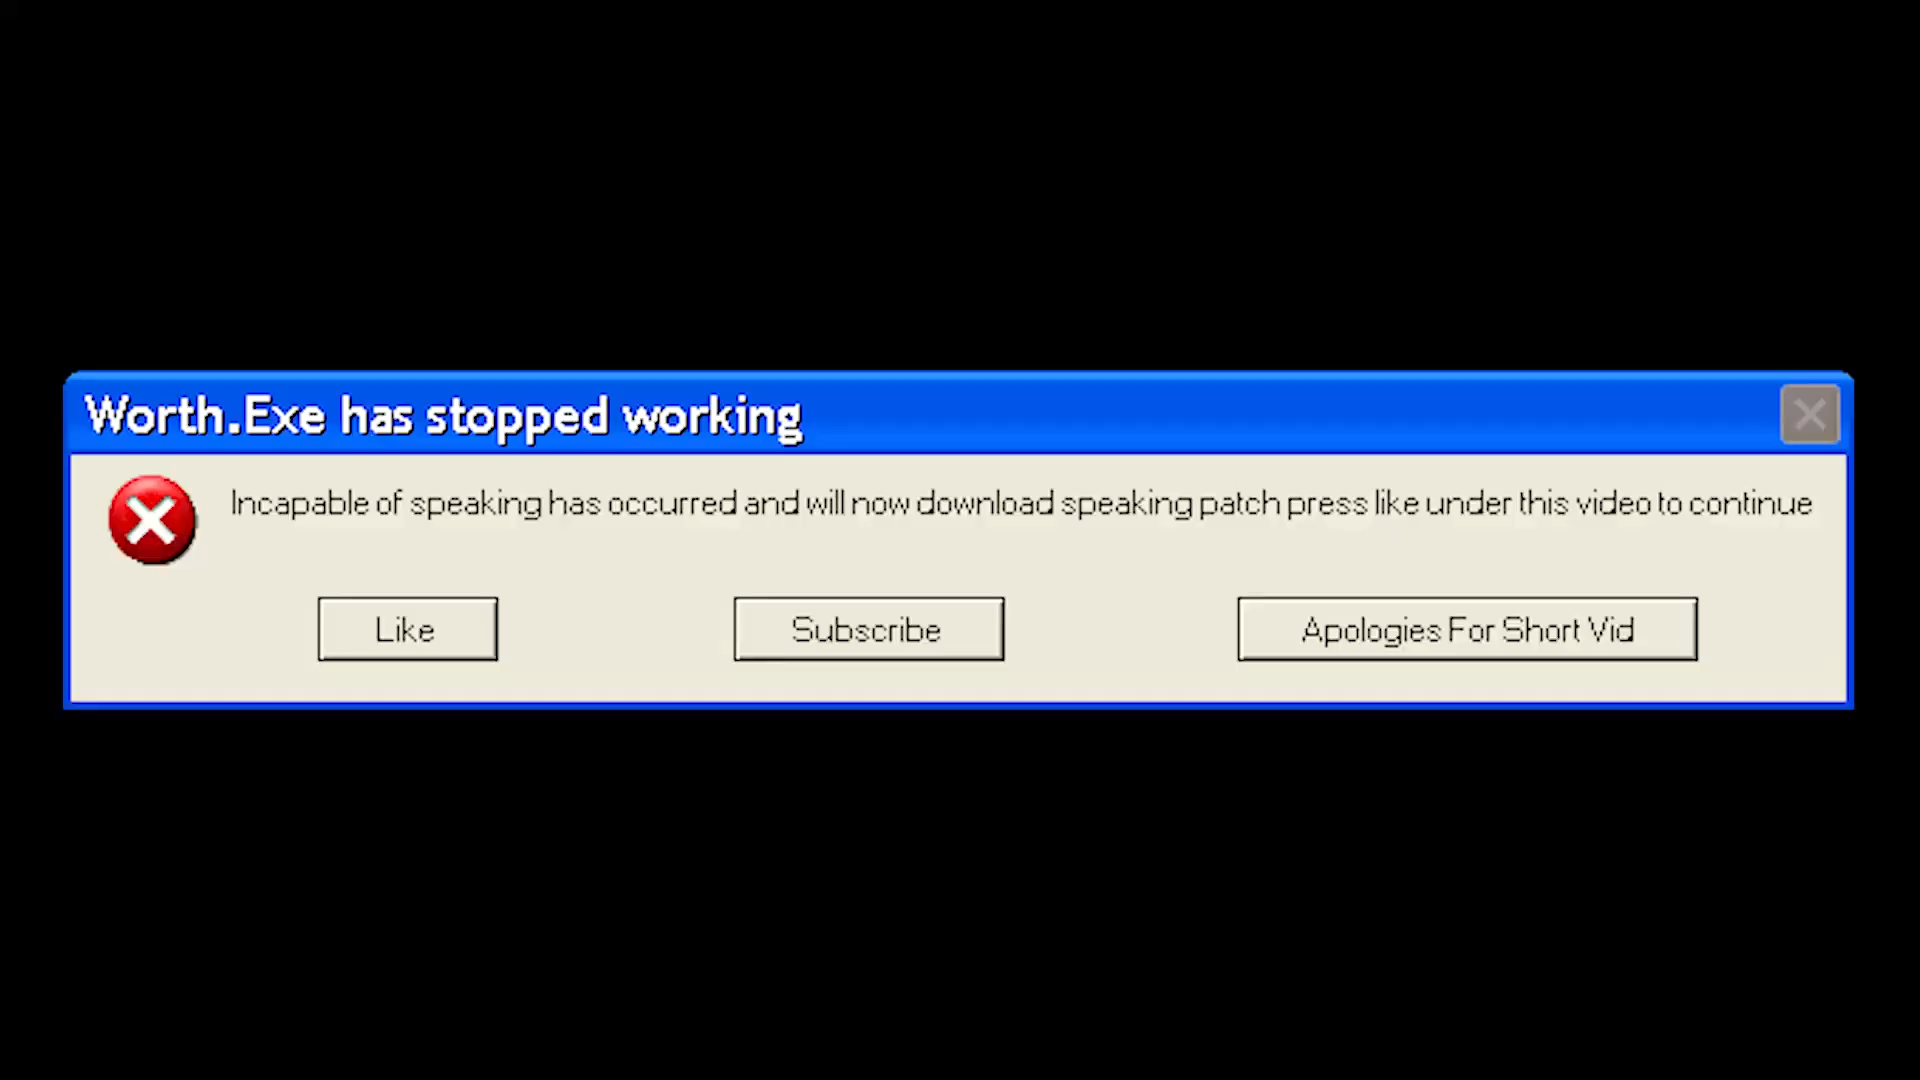 Worth.Exe has stopped working
Incapable of speaking has occurred and will now download speaking patch press like under this video to continue
Like
Subscribe
Apologies For Short Vid